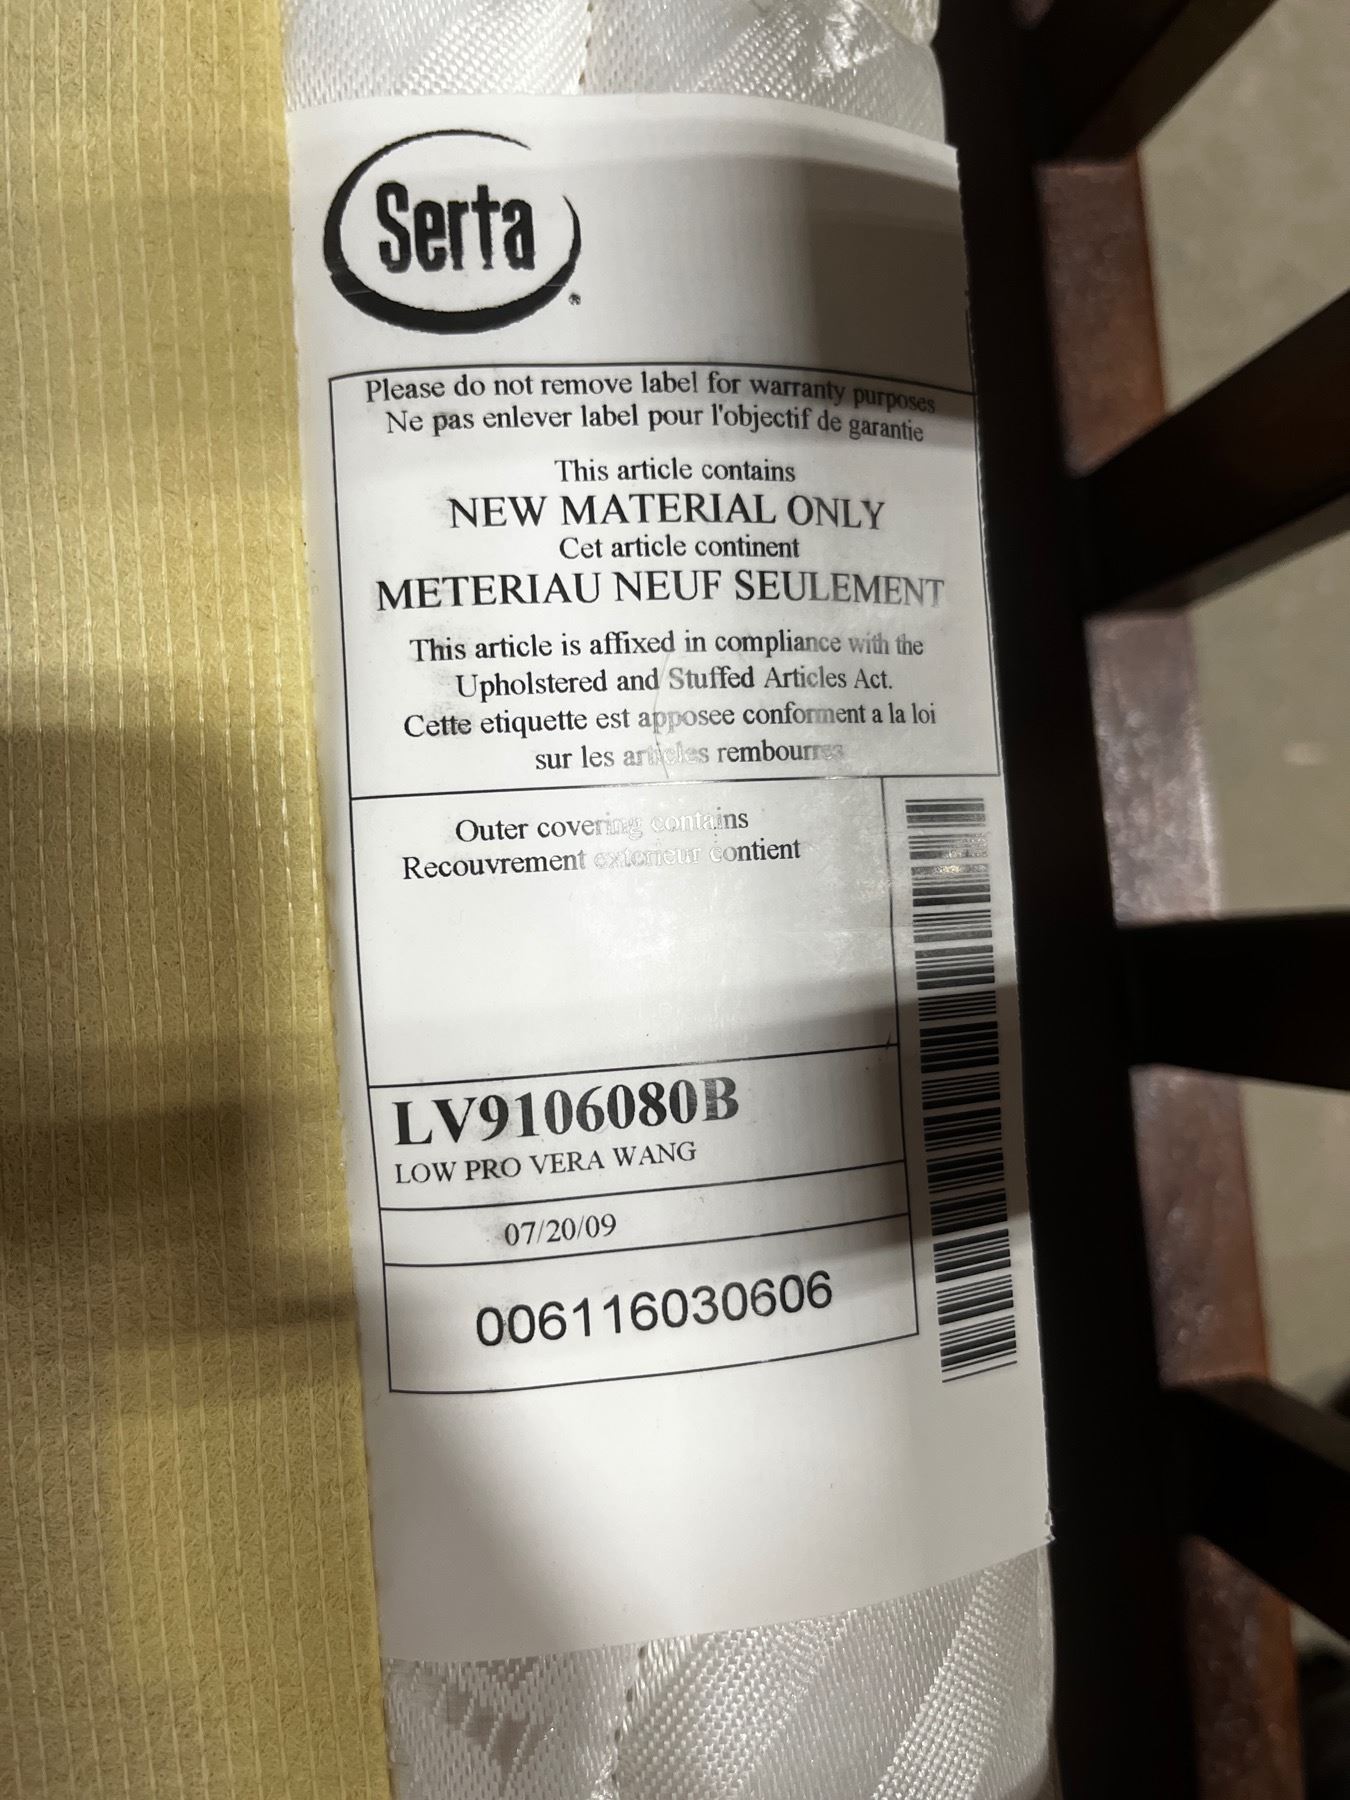 Serta®
Please do not remove label for warranty purposes
Ne pas enlever label pour l'objectif de garantie
This article contains
NEW MATERIAL ONLY
Cet article continent
METERIAU NEUF SEULEMENT
This article is affixed in compliance with the
Upholstered and Stuffed Articles Act.
Cette etiquette est apposee conforment a la loi
sur les articles rembourres
Outer covering contains
Recouvrement exterieur contient
LV9106080B
LOW PRO VERA WANG
07/20/09
006116030606